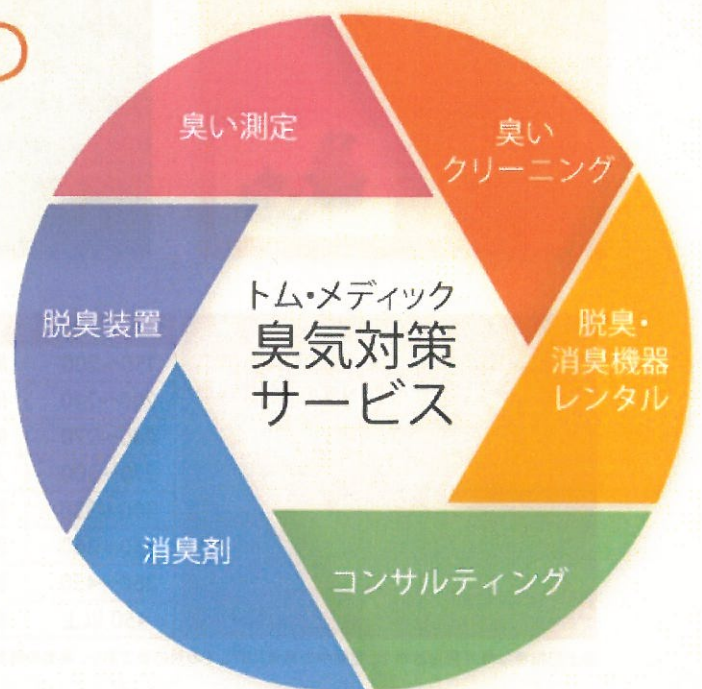 臭い測定
臭い
クリーニング
脱臭・
消臭機器
レンタル
コンサルティング
消臭剤
脱臭装置
トム・メディック
臭気対策
サービス